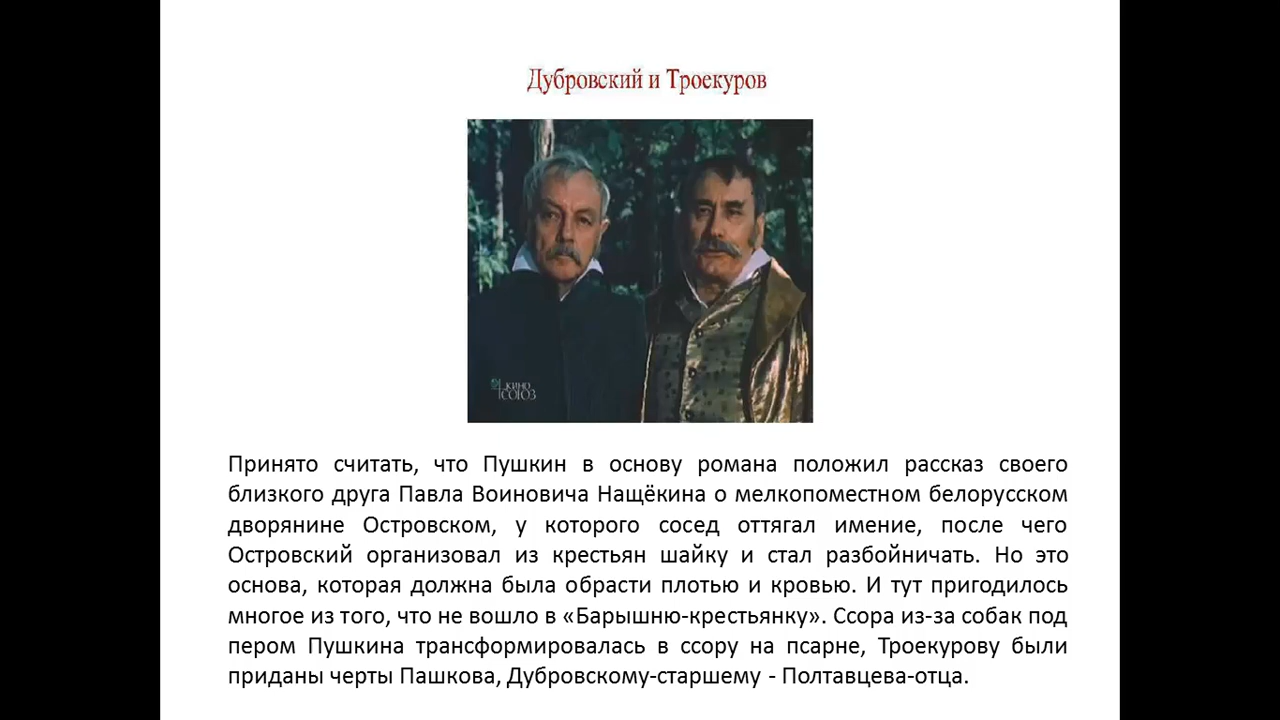 Дубровский и Троекуров
КИНО
СОЮЗ
Принято считать, что Пушкин в основу романа положил рассказ своего
близкого друга Павла Воиновича Нащёкина о мелкопоместном белорусском
дворянине Островском, у которого сосед оттягал имение, после чего
Островский организовал из крестьян шайку и стал разбойничать. Но это
основа, которая должна была обрасти плотью и кровью. И тут пригодилось
многое из того, что не вошло в «Барышню-крестьянку». Ссора из-за собак под
пером Пушкина трансформировалась в ссору на псарне, Троекурову были
приданы черты Пашкова, Дубровскому-старшему - Полтавцева-отца.